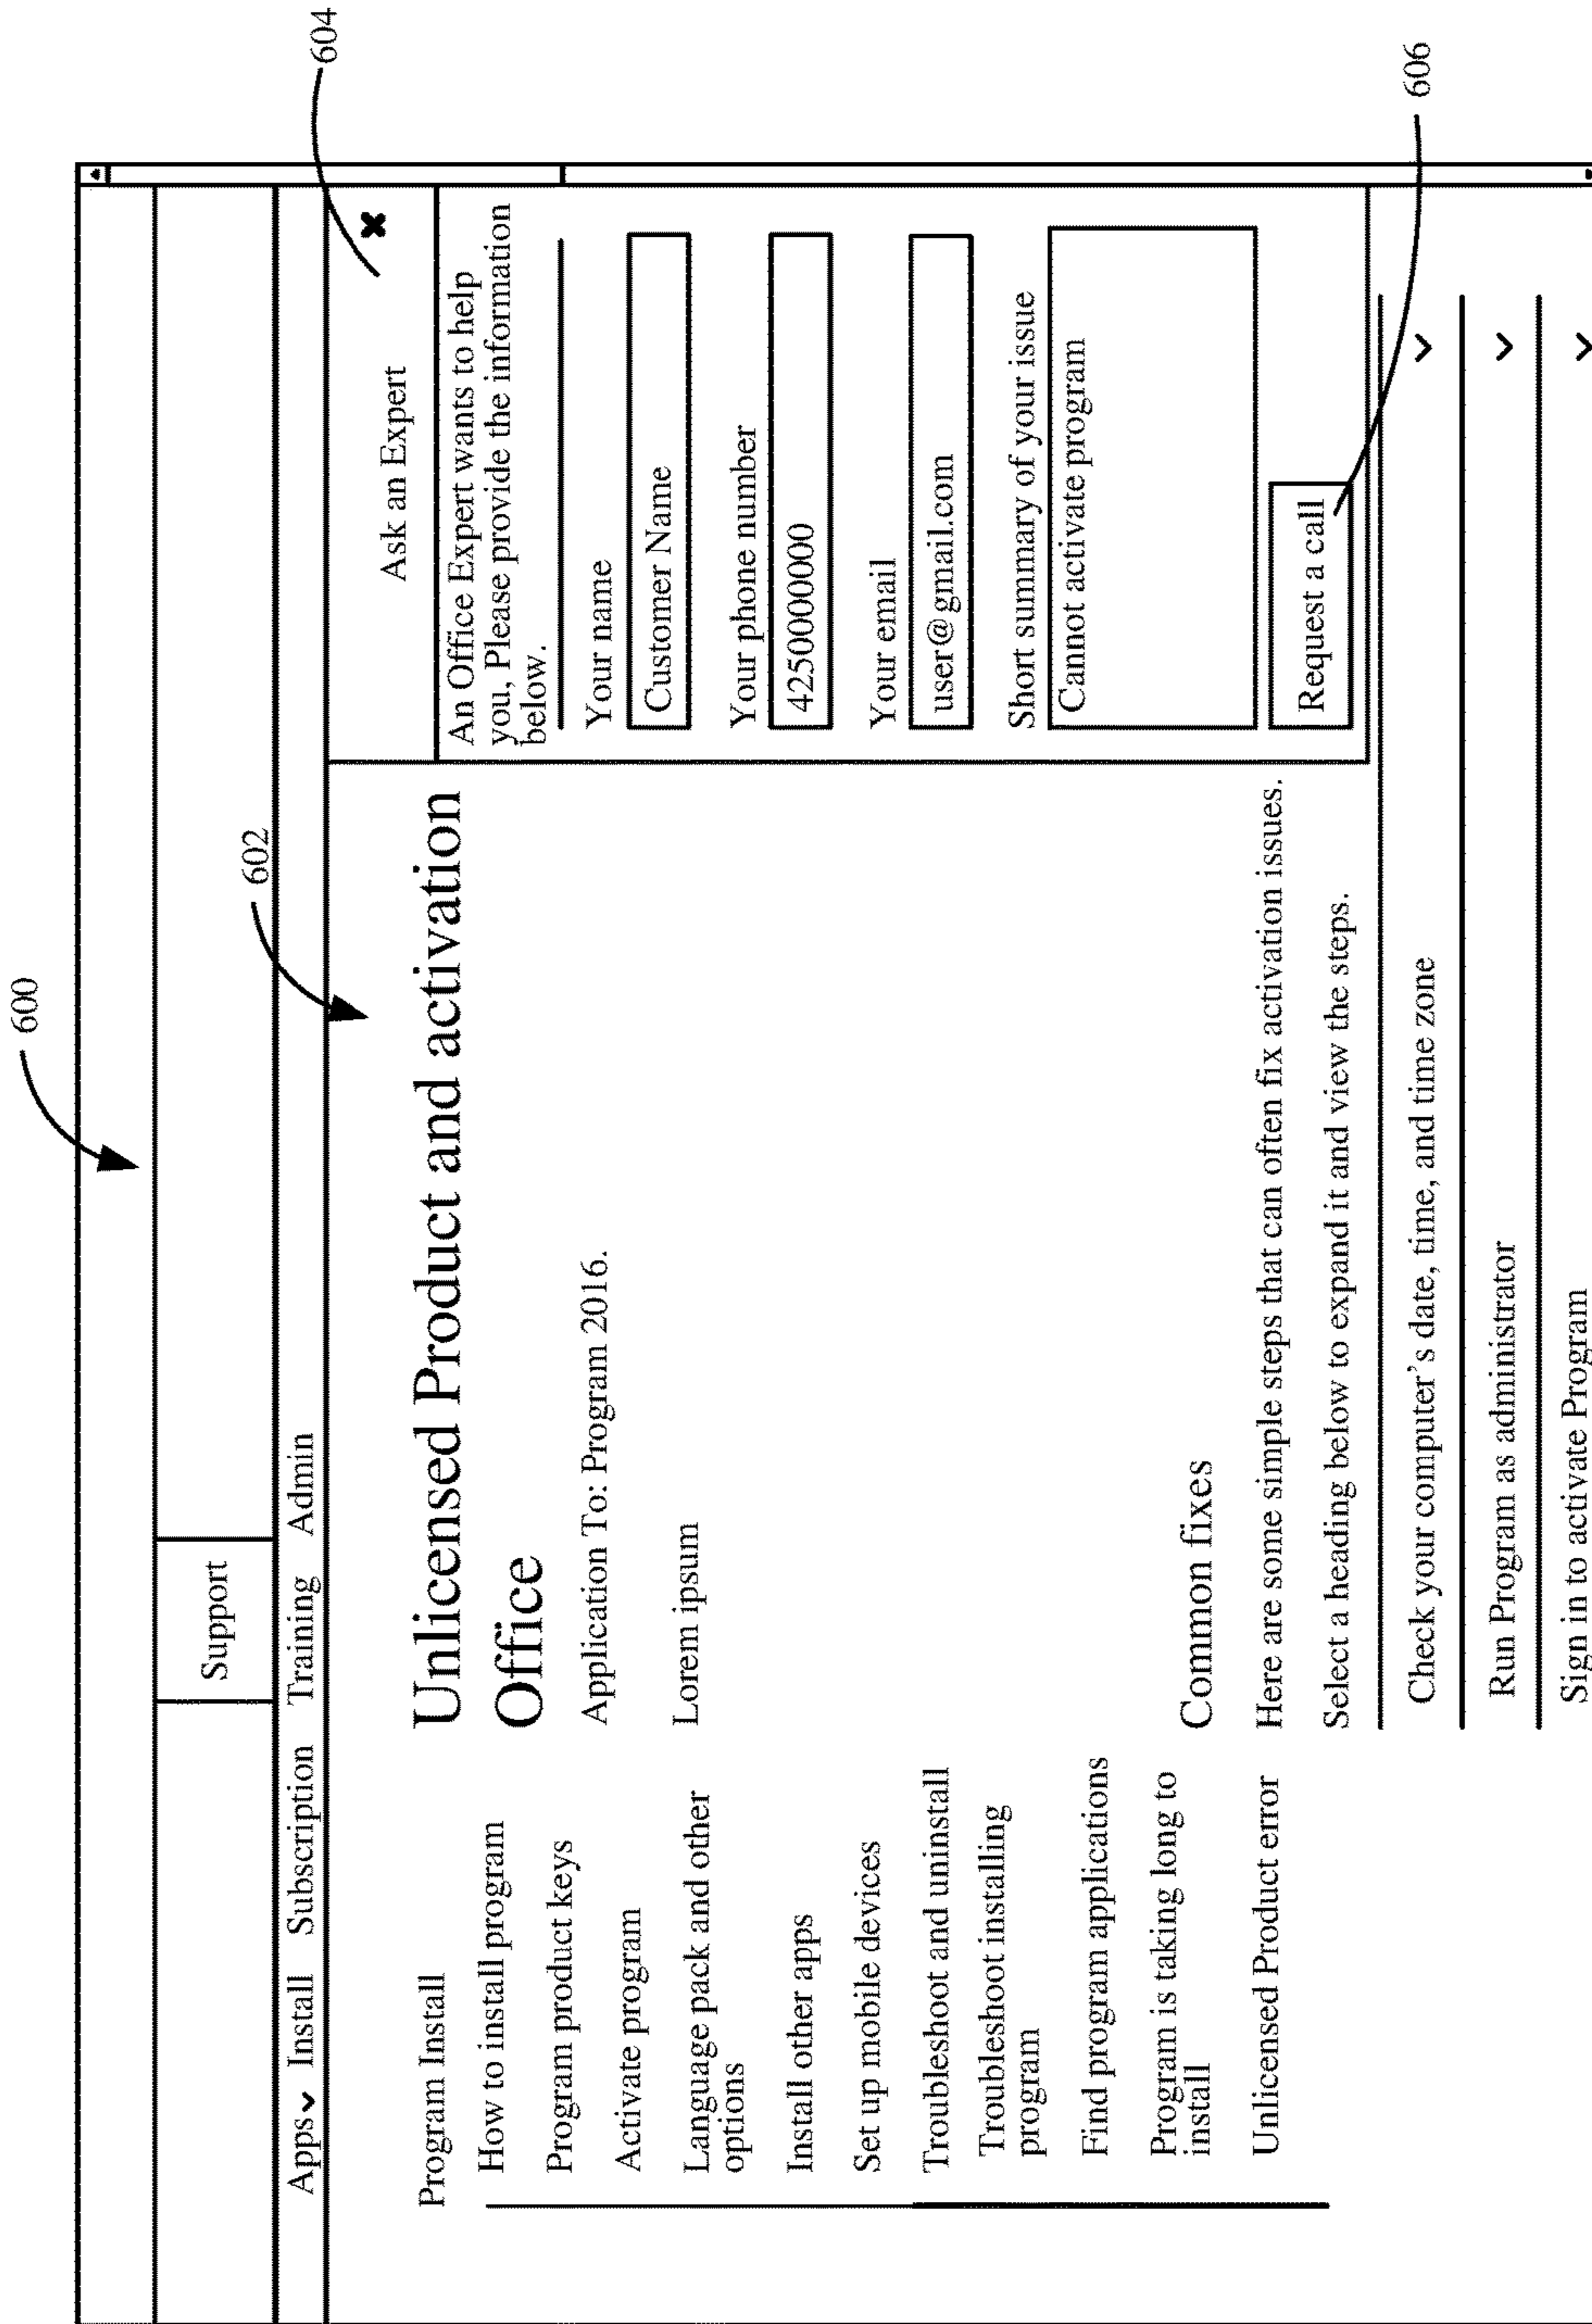 600
Support
Apps Install Subscription Training Admin
602
604
Program Install
How to install program
Program product keys
Activate program
Language pack and other
options
Install other apps
Set up mobile devices
Troubleshoot and uninstall
Troubleshoot installing
program
Find program applications
Program is taking long to
install
Unlicensed Product error
Unlicensed Product and activation
Office
Application To: Program 2016.
Lorem ipsum
Common fixes
Here are some simple steps that can often fix activation issues.
Select a heading below to expand it and view the steps.
Check your computer's date, time, and time zone
Run Program as administrator
Sign in to activate Program
Ask an Expert
An Office Expert wants to help
you, Please provide the information
below.
Your name
Customer Name
Your phone number
4250000000
Your email
user@gmail.com
Short summary of your issue
Cannot activate program
Request a call
606